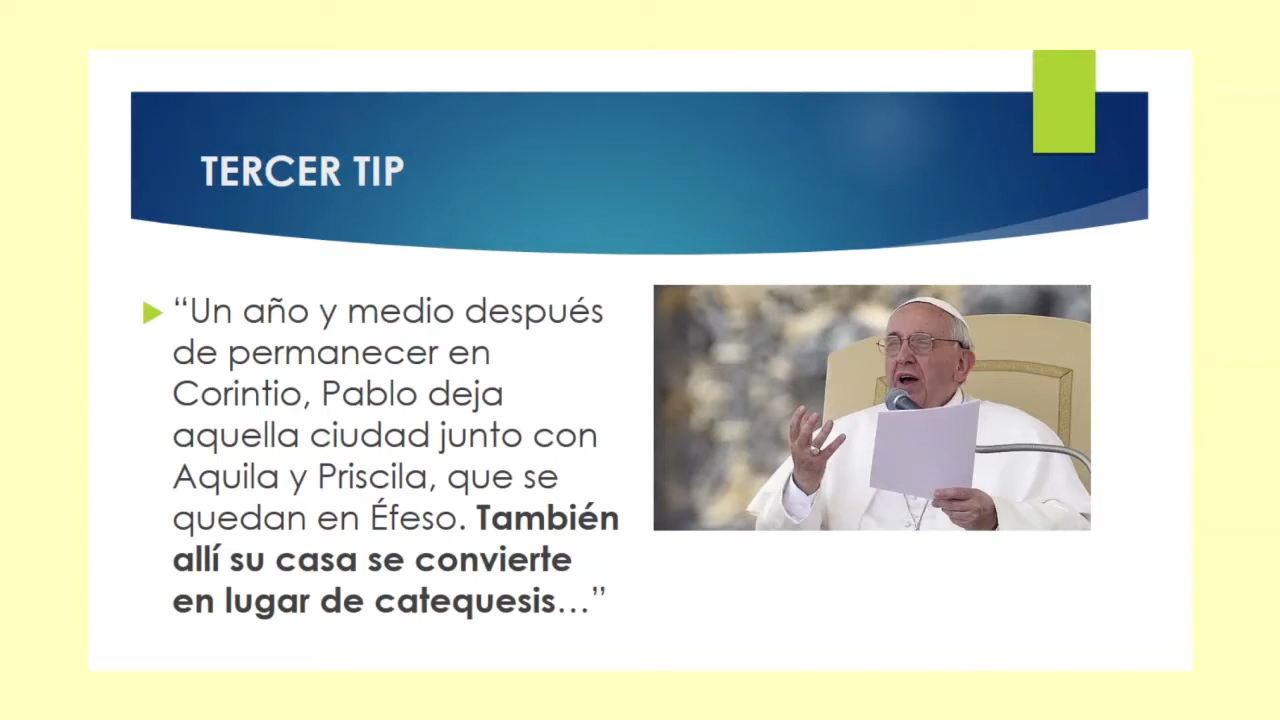 TERCER TIP
“Un año y medio después
de permanecer en
Corintio, Pablo deja
aquella ciudad junto con
Aquila y Priscila, que se
quedan en Éfeso. También
allí su casa se convierte
en lugar de catequesis…”